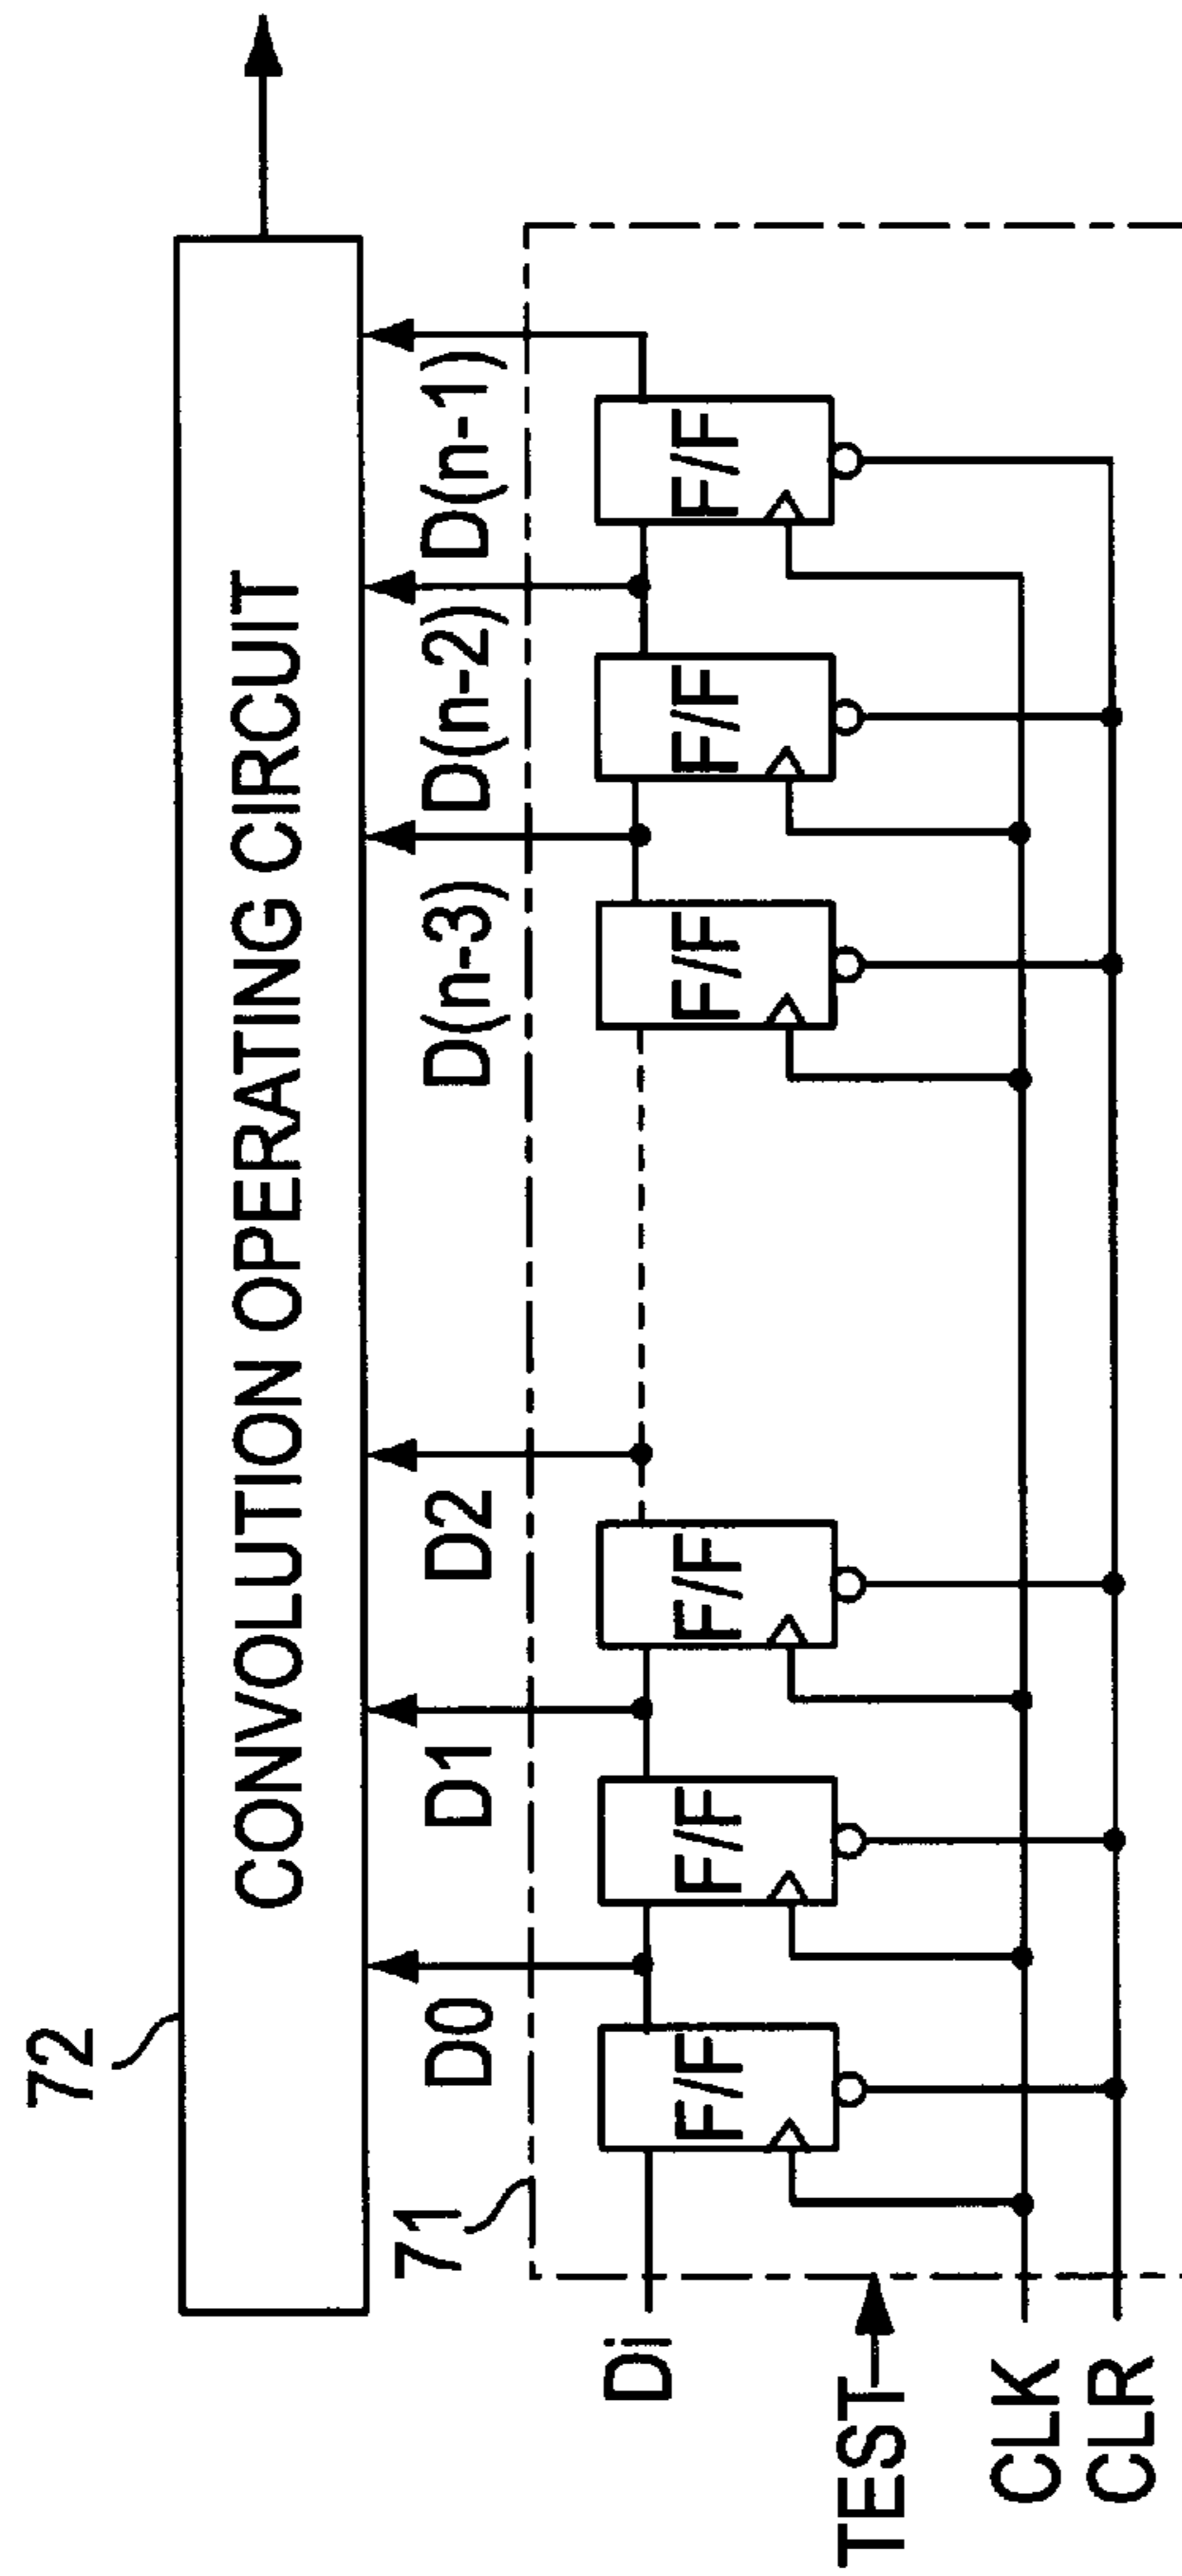 72
CONVOLUTION OPERATING CIRCUIT
71
D0
D1
D2
D(n-3)
D(n-2)
D(n-1)
Di
F/F
F/F
F/F
F/F
F/F
F/F
TEST
CLK
CLR